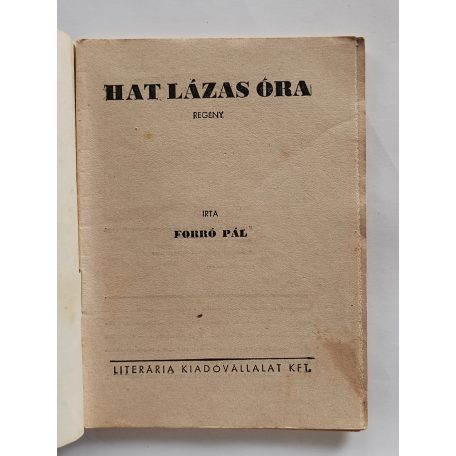 HAT LÁZAS ÓRA
REGÉNY.
IRTA
FORRÓ PÁL
LITERÁRIA KIADÓVÁLLALAT KFT.